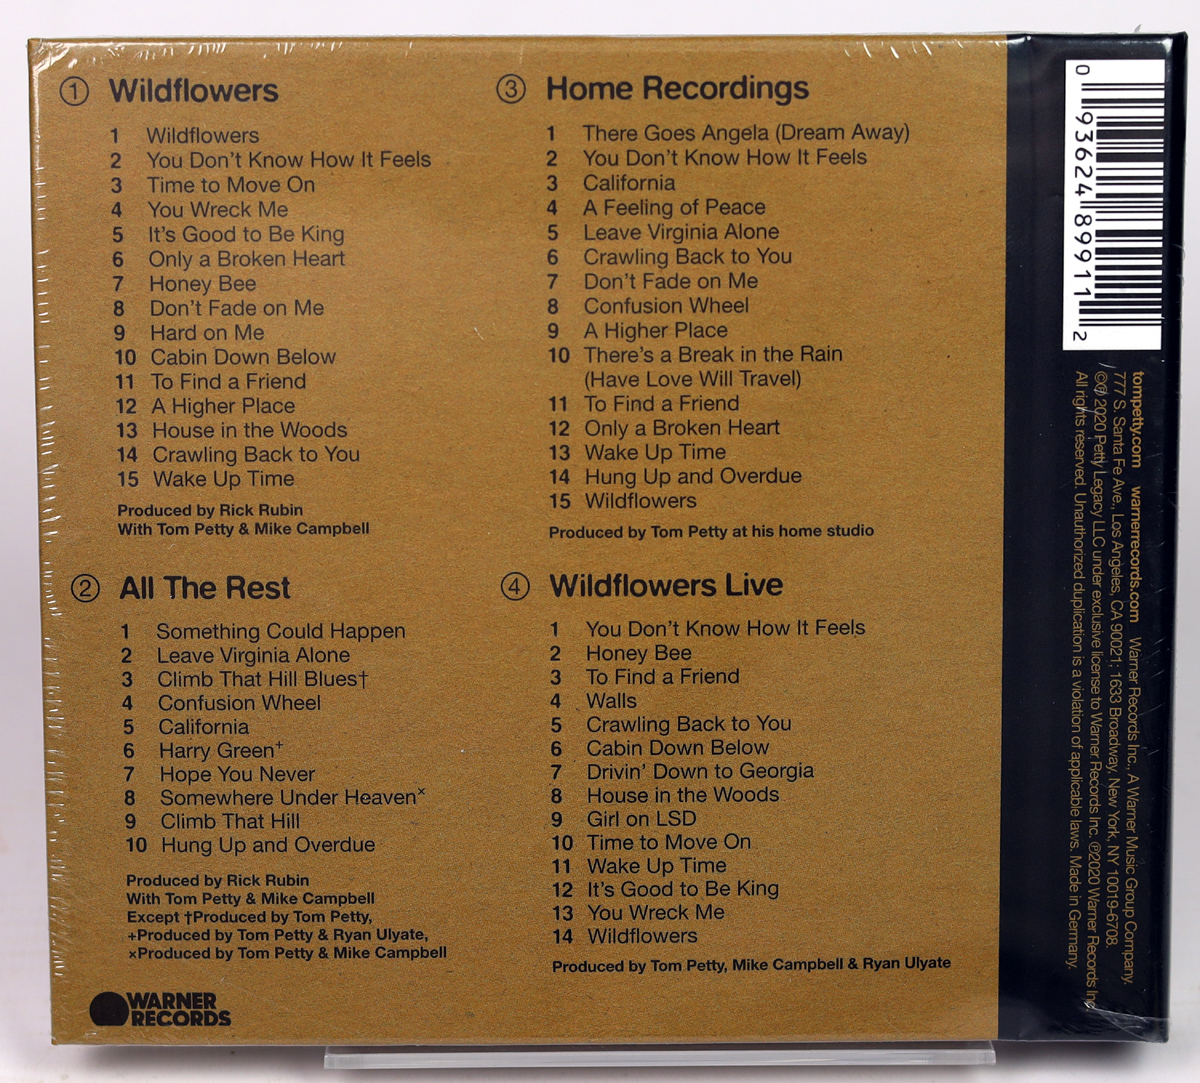 1 Wildflowers
1 Wildflowers
2 You Don't Know How It Feels
3 Time to Move On
4 You Wreck Me
5 It's Good to Be King
6 Only a Broken Heart
7 Honey Bee
8 Don't Fade on Me
9 Hard on Me
10 Cabin Down Below
11 To Find a Friend
12 A Higher Place
13 House in the Woods
14 Crawling Back to You
15 Wake Up Time
Produced by Rick Rubin
With Tom Petty & Mike Campbell
2 All The Rest
1 Something Could Happen
2 Leave Virginia Alone
3 Climb That Hill Blues†
4 Confusion Wheel
5 California
6 Harry Green+
7 Hope You Never
8 Somewhere Under Heaven×
9 Climb That Hill
10 Hung Up and Overdue
Produced by Rick Rubin
With Tom Petty & Mike Campbell
Except †Produced by Tom Petty,
+Produced by Tom Petty & Ryan Ulyate,
×Produced by Tom Petty & Mike Campbell
WARNER
RECORDS
3 Home Recordings
1 There Goes Angela (Dream Away)
2 You Don't Know How It Feels
3 California
4 A Feeling of Peace
5 Leave Virginia Alone
6 Crawling Back to You
7 Don't Fade on Me
8 Confusion Wheel
9 A Higher Place
10 There's a Break in the Rain
(Have Love Will Travel)
11 To Find a Friend
12 Only a Broken Heart
13 Wake Up Time
14 Hung Up and Overdue
15 Wildflowers
Produced by Tom Petty at his home studio
4 Wildflowers Live
1 You Don't Know How It Feels
2 Honey Bee
3 To Find a Friend
4 Walls
5 Crawling Back to You
6 Cabin Down Below
7 Drivin' Down to Georgia
8 House in the Woods
9 Girl on LSD
10 Time to Move On
11 Wake Up Time
12 It's Good to Be King
13 You Wreck Me
14 Wildflowers
Produced by Tom Petty, Mike Campbell & Ryan Ulyate
0 93624 89911 2
tompetty.com warnerrecords.com Warner Records Inc., A Warner Music Group Company.
777 S. Santa Fe Ave., Los Angeles, CA 90021; 1633 Broadway, New York, NY 10019-6708.
©℗ 2020 Petty Legacy LLC under exclusive license to Warner Records Inc. ℗2020 Warner Records Inc.
All rights reserved. Unauthorized duplication is a violation of applicable laws. Made in Germany.